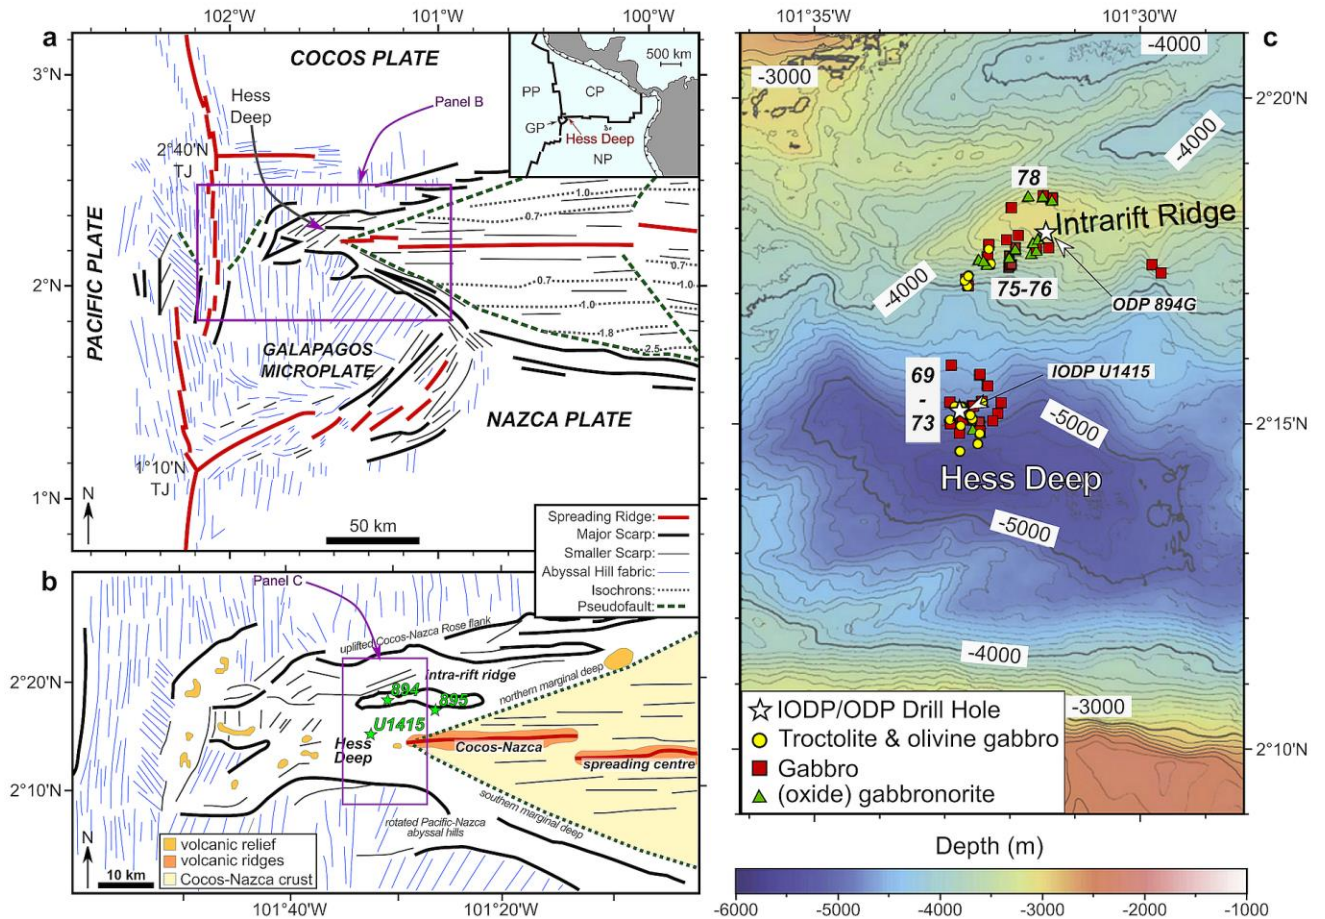 102°W
101°W
100°W
a
3°N
2°N
1°N
COCOS PLATE
Hess
Deep
Panel B
500 km
PP
CP
GP
Hess Deep
NP
2°40'N
TJ
PACIFIC PLATE
1.0
0.7
0.7
1.0
1.8
2.5
GALAPAGOS
MICROPLATE
NAZCA PLATE
1°10'N
TJ
N
50 km
Spreading Ridge:
Major Scarp:
Smaller Scarp:
Abyssal Hill fabric:
Isochrons:
Pseudofault:
b
Panel C
uplifted Cocos-Nazca Rose flank
2°20'N
intra-rift ridge
northern marginal deep
894
895
U1415
Hess
Deep
Cocos-Nazca
spreading centre
2°10'N
southern marginal deep
rotated Pacific-Nazca
abyssal hills
N
10 km
volcanic relief
volcanic ridges
Cocos-Nazca crust
101°40'W
101°20'W
101°35'W
101°30'W
c
-3000
-4000
2°20'N
-4000
78
Intrarift Ridge
-4000
75-76
ODP 894G
69
-
73
IODP U1415
-5000
2°15'N
Hess Deep
-5000
-4000
-3000
2°10'N
IODP/ODP Drill Hole
Troctolite & olivine gabbro
Gabbro
(oxide) gabbronorite
Depth (m)
-6000
-5000
-4000
-3000
-2000
-1000